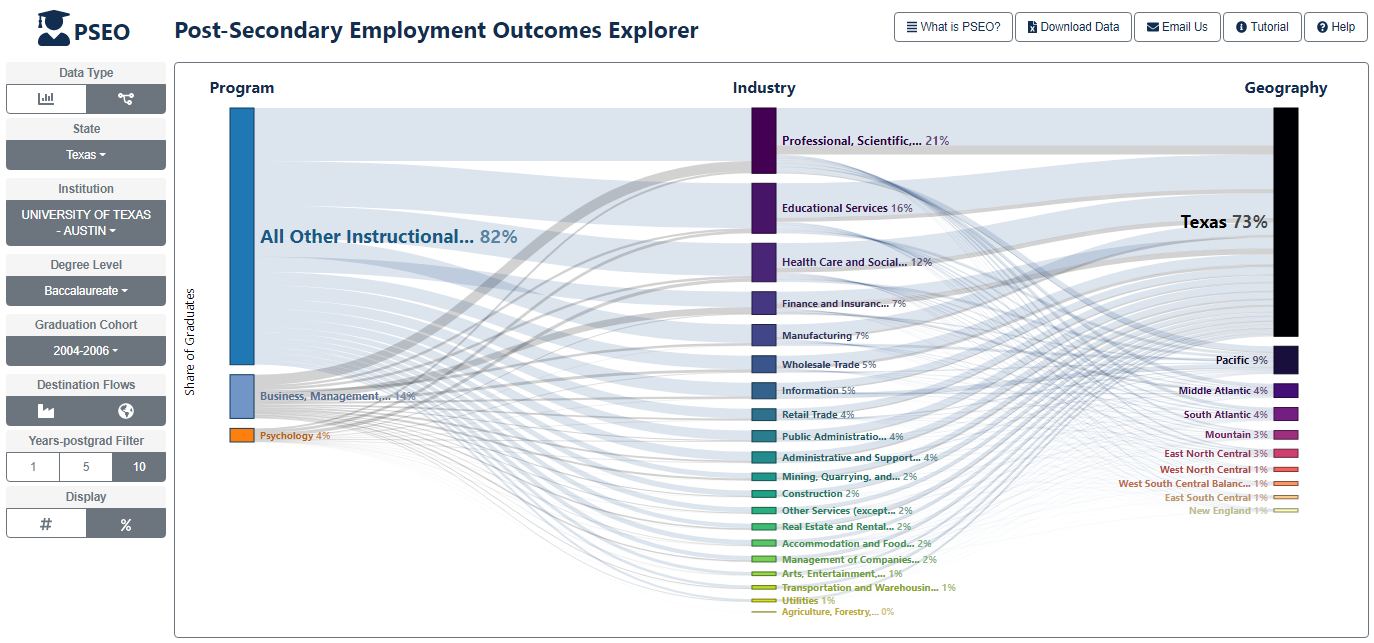 PSEO
Post-Secondary Employment Outcomes Explorer
What is PSEO?
Download Data
Email Us
Tutorial
Help
Data Type
State
Texas
Institution
UNIVERSITY OF TEXAS
- AUSTIN
Degree Level
Baccalaureate
Graduation Cohort
2004-2006
Destination Flows
Years-postgrad Filter
1
5
10
Display
#
%
Share of Graduates
Program
All Other Instructional... 82%
Business, Management,... 14%
Psychology 4%
Industry
Professional, Scientific,... 21%
Educational Services 16%
Health Care and Social... 12%
Finance and Insuranc... 7%
Manufacturing 7%
Wholesale Trade 5%
Information 5%
Retail Trade 4%
Public Administratio... 4%
Administrative and Support... 4%
Mining, Quarrying, and... 2%
Construction 2%
Other Services (except... 2%
Real Estate and Rental... 2%
Accommodation and Food... 2%
Management of Companies... 2%
Arts, Entertainment,... 1%
Transportation and Warehousin... 1%
Utilities 1%
Agriculture, Forestry,... 0%
Geography
Texas 73%
Pacific 9%
Middle Atlantic 4%
South Atlantic 4%
Mountain 3%
East North Central 3%
West North Central 1%
West South Central Balanc... 1%
East South Central 1%
New England 1%